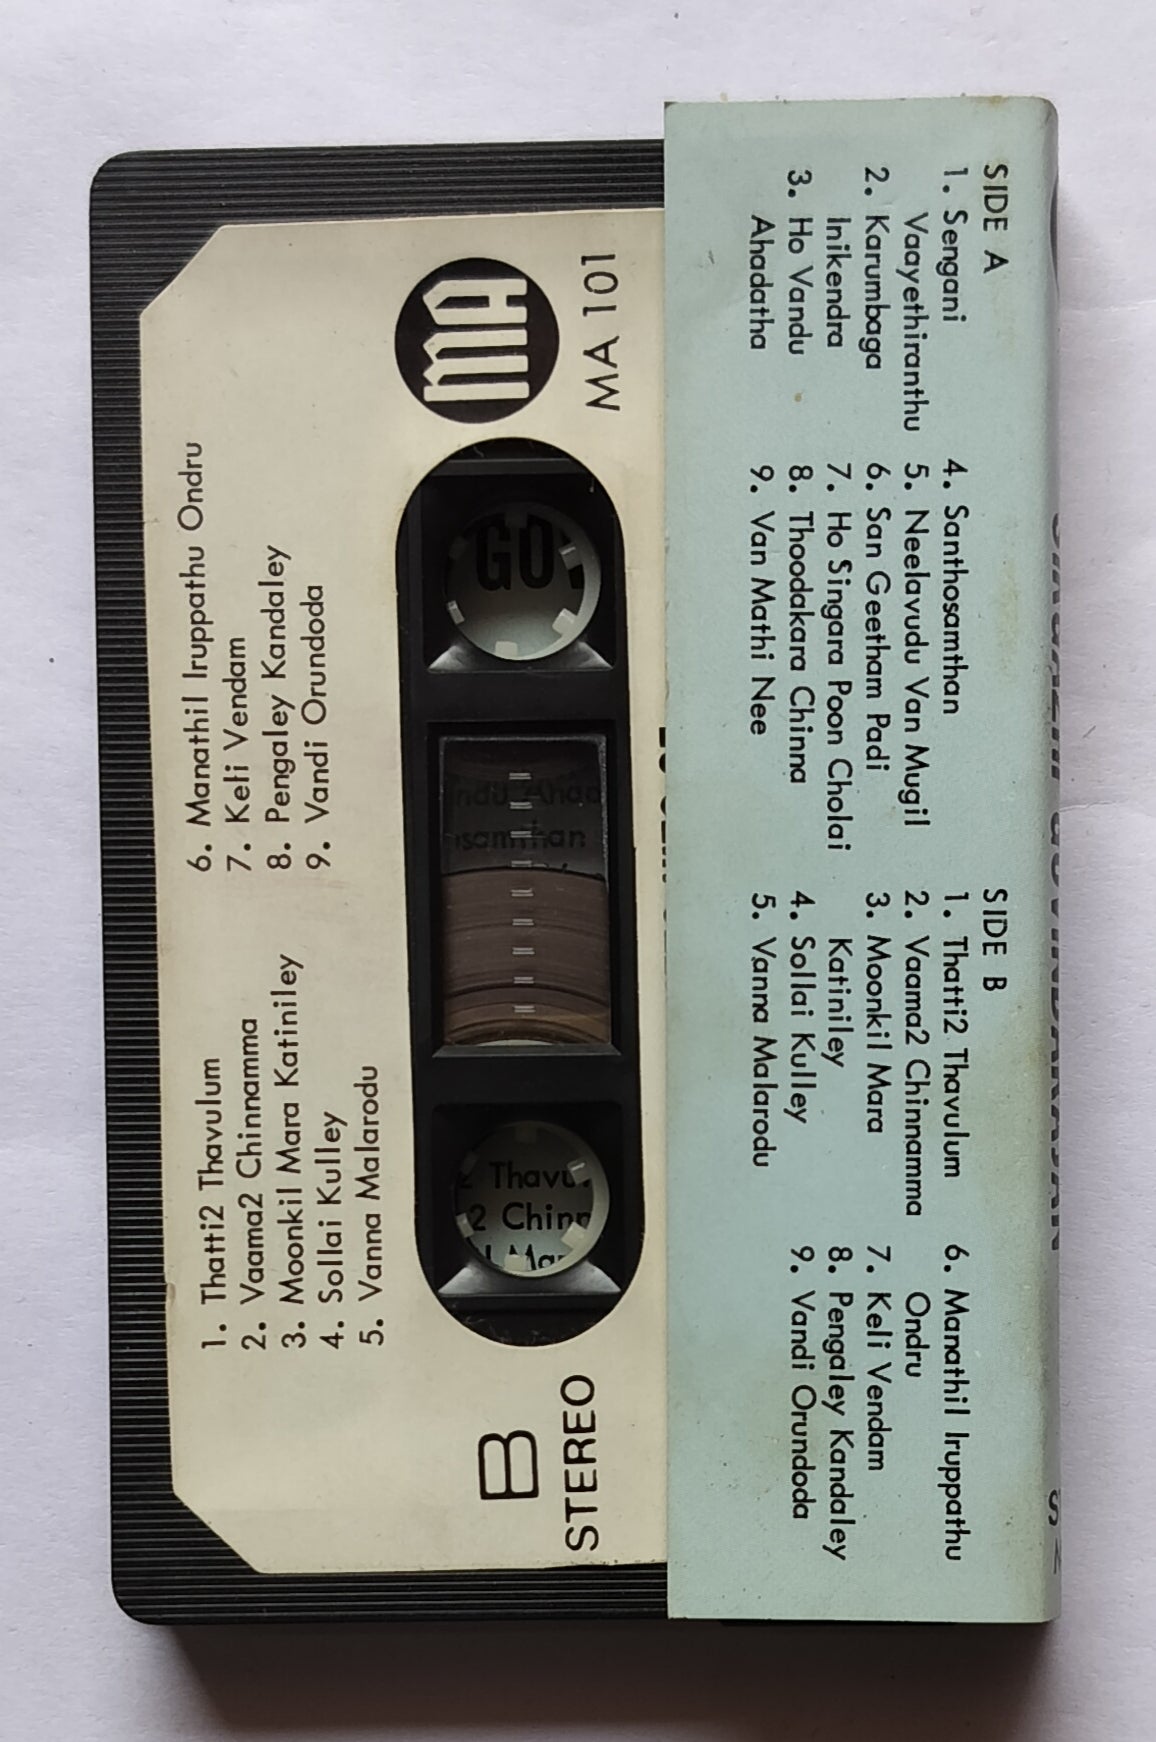 SIDE A
1. Sengani
Vaayethiranthu
2. Karumbaga
Inikendra
3. Ho Vandu
Ahadatha
4. Santhosamthan
5. Neelavudu Van Mugil
6. San Geetham Padi
7. Ho Singara Poon Cholai
8. Thoodakara Chinna
9. Van Mathi Nee
SIDE B
1. Thatti2 Thavulum
2. Vaama2 Chinnamma
3. Moonkil Mara
Katiniley
4. Sollai Kulley
5. Vanna Malarodu
6. Manathil Iruppathu
Ondru
7. Keli Vendam
8. Pengaley Kandaley
9. Vandi Orundoda
MA
MA 101
B
STEREO
1. Thatti2 Thavulum
2. Vaama2 Chinnamma
3. Moonkil Mara Katiniley
4. Sollai Kulley
5. Vanna Malarodu
6. Manathil Iruppathu Ondru
7. Keli Vendam
8. Pengaley Kandaley
9. Vandi Orundoda
GO
Thavu
2 Chinn